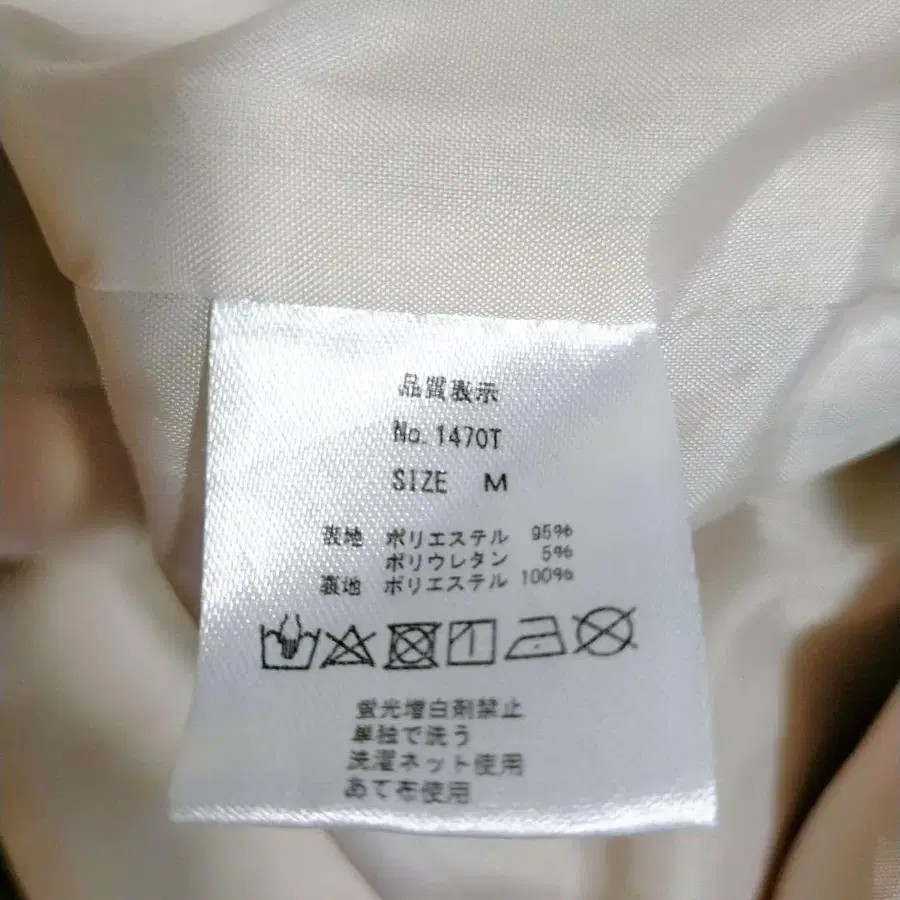 品質表示
No. 1470T
SIZE M
表地 ポリエステル 95%
ポリウレタン 5%
裏地 ポリエステル 100%
蛍光増白剤禁止
単独で洗う
洗濯ネット使用
あて布使用